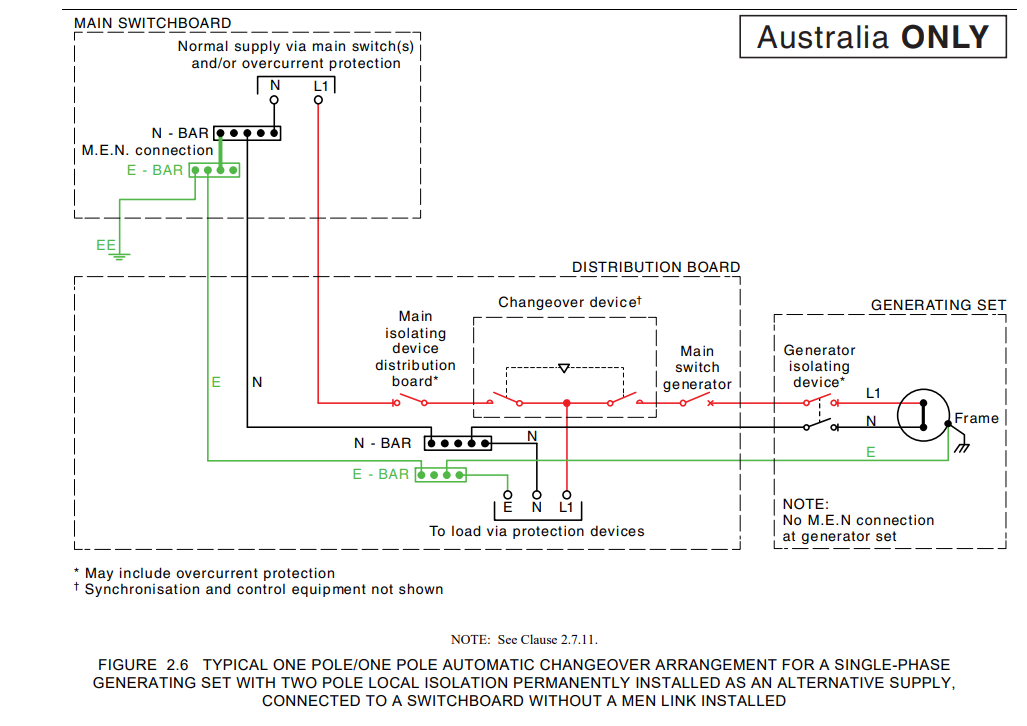 MAIN SWITCHBOARD
Australia ONLY
Normal supply via main switch(s)
and/or overcurrent protection
N
L1
N - BAR
M.E.N. connection
E - BAR
EE
DISTRIBUTION BOARD
Changeover device†
GENERATING SET
Main
isolating
device
distribution
board*
Main
switch
generator
Generator
isolating
device*
E
N
L1
N
Frame
E
N - BAR
N
E - BAR
E
N
L1
To load via protection devices
NOTE:
No M.E.N connection
at generator set
* May include overcurrent protection
† Synchronisation and control equipment not shown
NOTE: See Clause 2.7.11.
FIGURE 2.6 TYPICAL ONE POLE/ONE POLE AUTOMATIC CHANGEOVER ARRANGEMENT FOR A SINGLE-PHASE
GENERATING SET WITH TWO POLE LOCAL ISOLATION PERMANENTLY INSTALLED AS AN ALTERNATIVE SUPPLY,
CONNECTED TO A SWITCHBOARD WITHOUT A MEN LINK INSTALLED